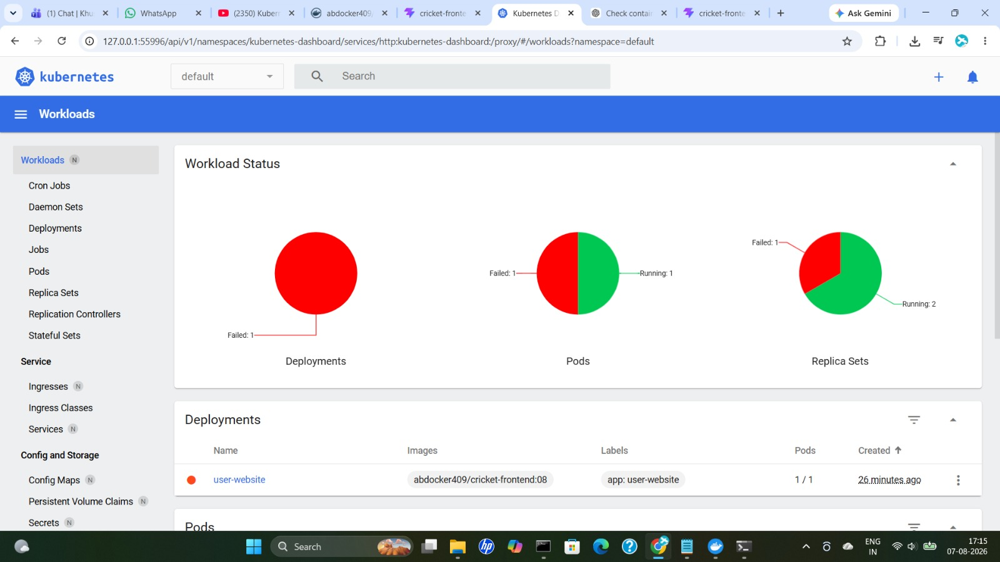 (1) Chat | Khu
WhatsApp
(2350) Kubern
abdocker409/
cricket-fronte
Kubernetes D
Check contain
cricket-fronte
Ask Gemini
127.0.0.1:55996/api/v1/namespaces/kubernetes-dashboard/services/http:kubernetes-dashboard:/proxy/#/workloads?namespace=default
kubernetes
default
Search
Workloads
Workloads N
Cron Jobs
Daemon Sets
Deployments
Jobs
Pods
Replica Sets
Replication Controllers
Stateful Sets
Service
Ingresses N
Ingress Classes
Services N
Config and Storage
Config Maps N
Persistent Volume Claims N
Secrets N
Workload Status
Failed: 1
Deployments
Failed: 1
Running: 1
Pods
Failed: 1
Running: 2
Replica Sets
Deployments
Name Images Labels Pods Created
user-website abdocker409/cricket-frontend:08 app: user-website 1 / 1 26 minutes ago
Pods
Search
hp
ENG
IN
17:15
07-08-2026